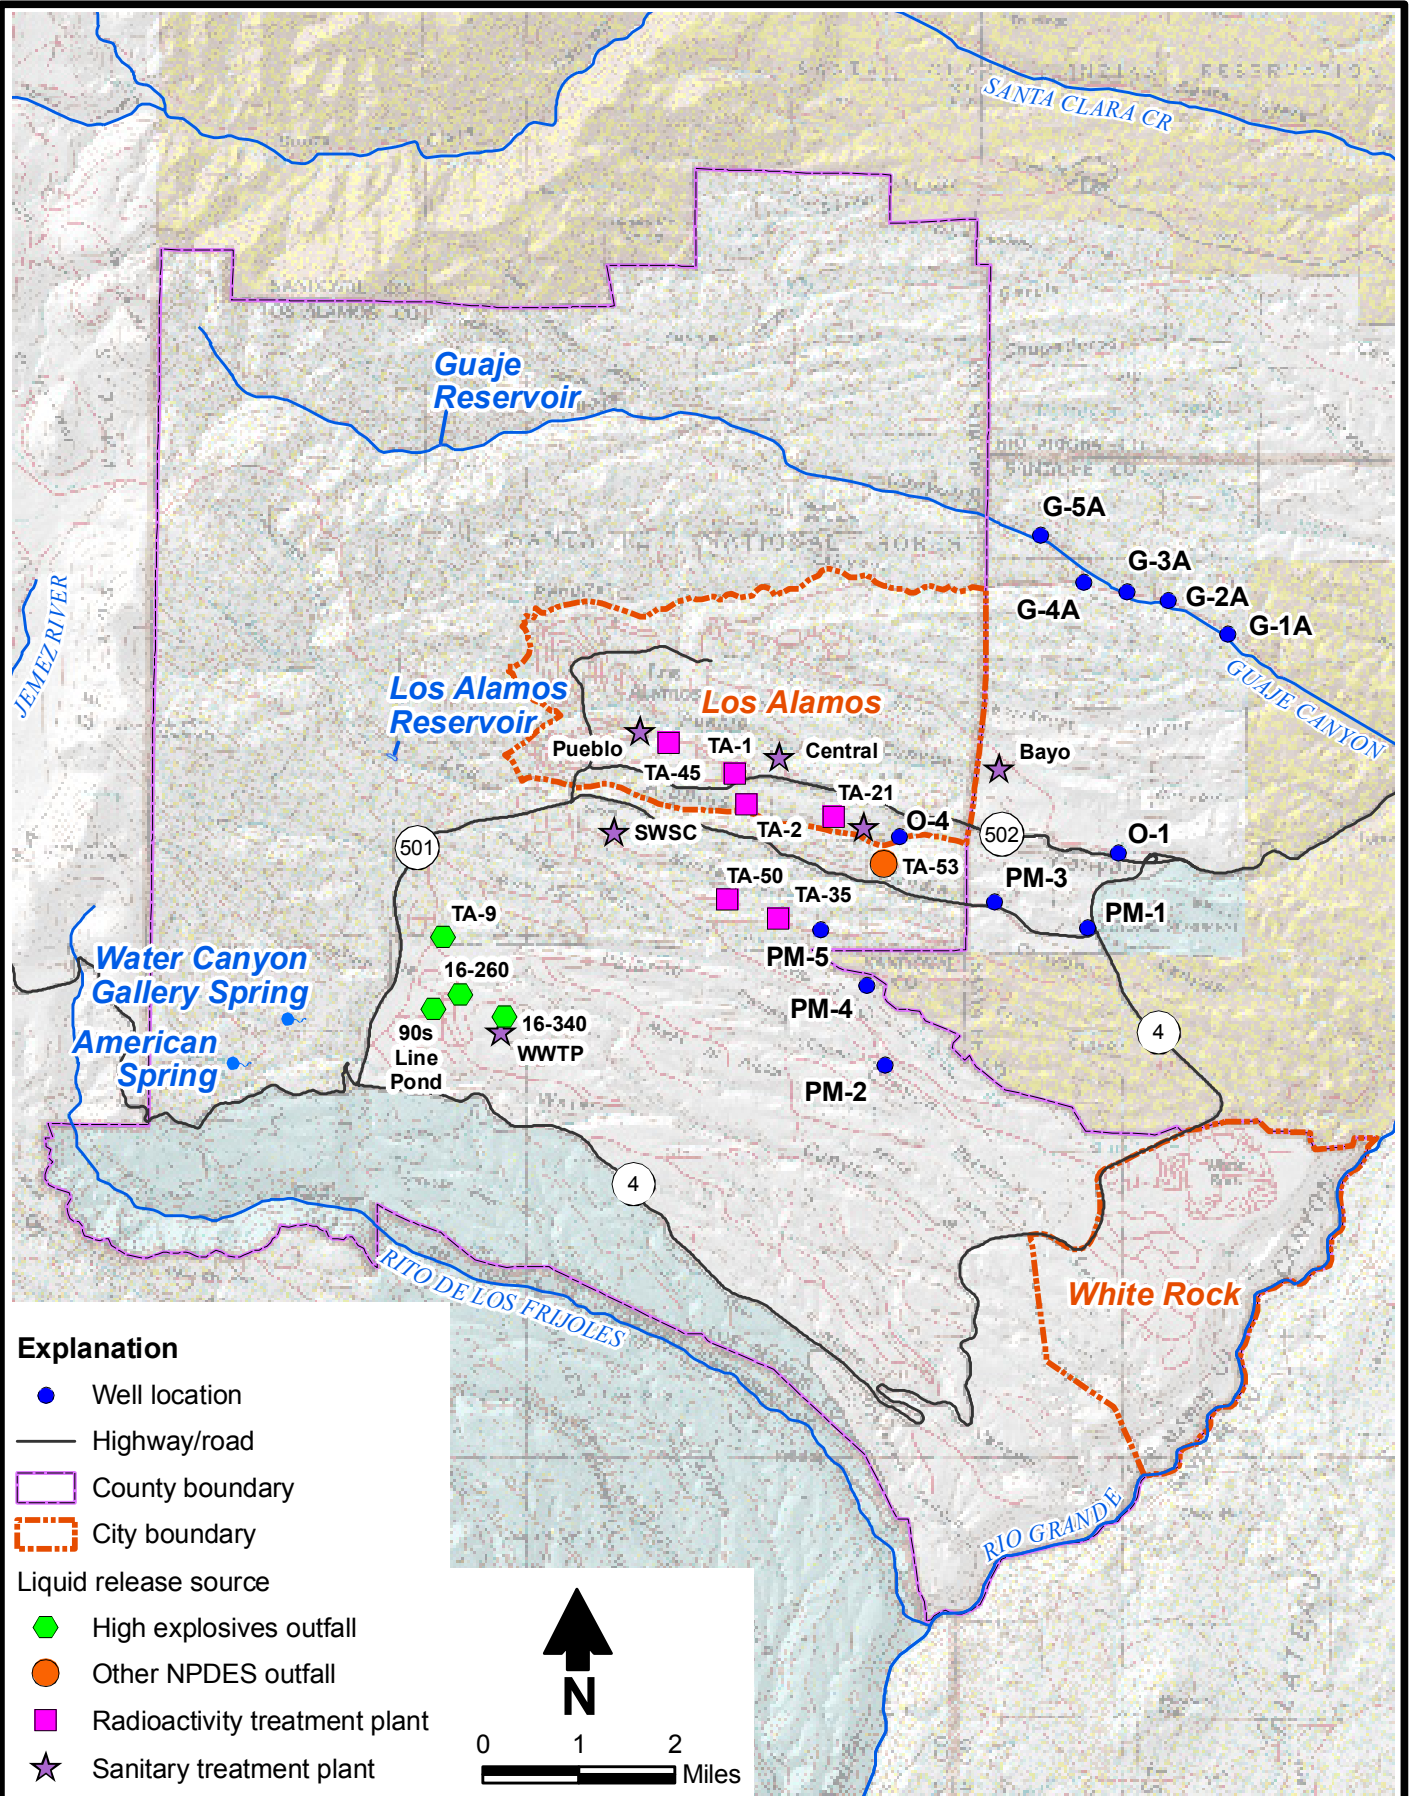 SANTA CLARA CR
Guaje
Reservoir
G-5A
G-3A
G-4A
G-2A
G-1A
GUAJE CANYON
JEMEZ RIVER
Los Alamos
Reservoir
Los Alamos
Pueblo
TA-1
Central
Bayo
TA-45
TA-21
TA-2
O-4
502
O-1
501
SWSC
TA-53
TA-50
TA-35
PM-3
PM-1
TA-9
PM-5
Water Canyon
Gallery Spring
16-260
PM-4
90s
Line
Pond
16-340
WWTP
4
American
Spring
PM-2
4
RITO DE LOS FRIJOLES
White Rock
RIO GRANDE
Explanation
Well location
Highway/road
County boundary
City boundary
Liquid release source
High explosives outfall
Other NPDES outfall
Radioactivity treatment plant
Sanitary treatment plant
N
0 1 2
Miles